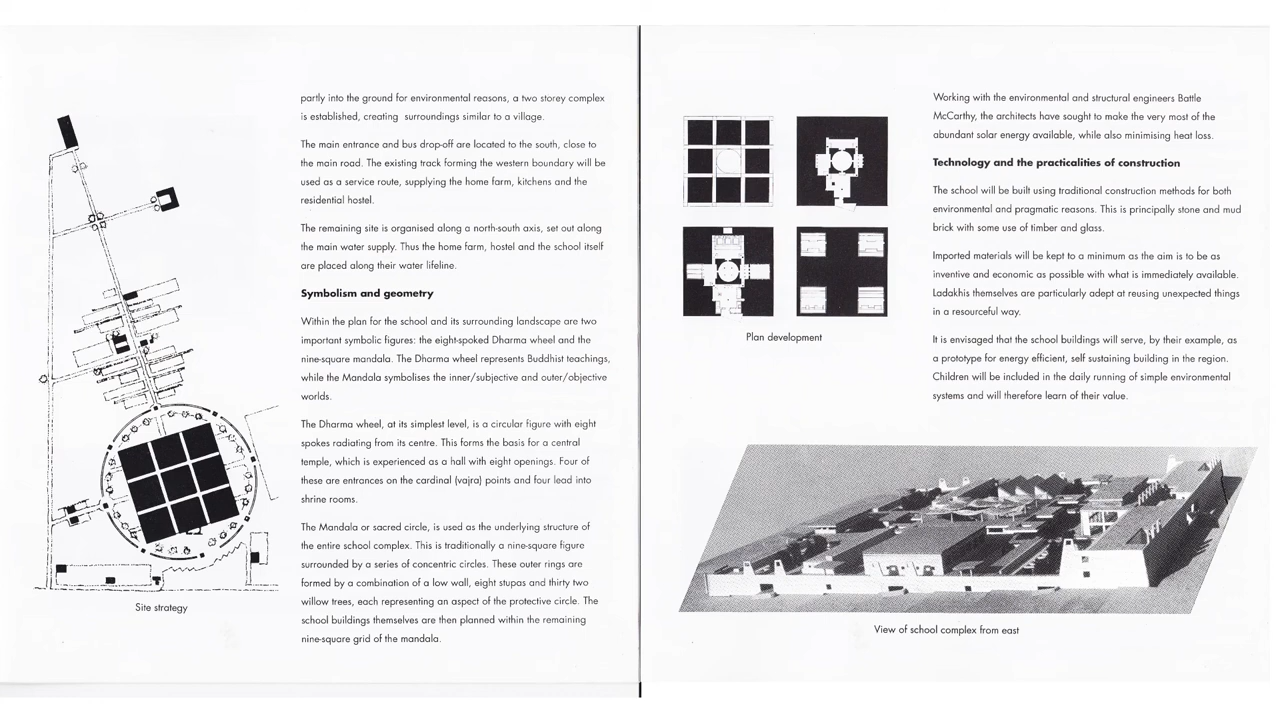 partly into the ground for environmental reasons, a two storey complex
is established, creating surroundings similar to a village.
The main entrance and bus drop-off are located to the south, close to
the main road. The existing track forming the western boundary will be
used as a service route, supplying the home farm, kitchens and the
residential hostel.
The remaining site is organised along a north-south axis, set out along
the main water supply. Thus the home farm, hostel and the school itself
are placed along their water lifeline.
Symbolism and geometry
Within the plan for the school and its surrounding landscape are two
important symbolic figures: the eight-spoked Dharma wheel and the
nine-square mandala. The Dharma wheel represents Buddhist teachings,
while the Mandala symbolises the inner/subjective and outer/objective
worlds.
The Dharma wheel, at its simplest level, is a circular figure with eight
spokes radiating from its centre. This forms the basis for a central
temple, which is experienced as a hall with eight openings. Four of
these are entrances on the cardinal (vajra) points and four lead into
shrine rooms.
The Mandala or sacred circle, is used as the underlying structure of
the entire school complex. This is traditionally a nine-square figure
surrounded by a series of concentric circles. These outer rings are
formed by a combination of a low wall, eight stupas and thirty two
willow trees, each representing an aspect of the protective circle. The
school buildings themselves are then planned within the remaining
nine-square grid of the mandala.
Site strategy
Plan development
Working with the environmental and structural engineers Battle
McCarthy, the architects have sought to make the very most of the
abundant solar energy available, while also minimising heat loss.
Technology and the practicalities of construction
The school will be built using traditional construction methods for both
environmental and pragmatic reasons. This is principally stone and mud
brick with some use of timber and glass.
Imported materials will be kept to a minimum as the aim is to be as
inventive and economic as possible with what is immediately available.
Ladakhis themselves are particularly adept at reusing unexpected things
in a resourceful way.
It is envisaged that the school buildings will serve, by their example, as
a prototype for energy efficient, self sustaining building in the region.
Children will be included in the daily running of simple environmental
systems and will therefore learn of their value.
View of school complex from east